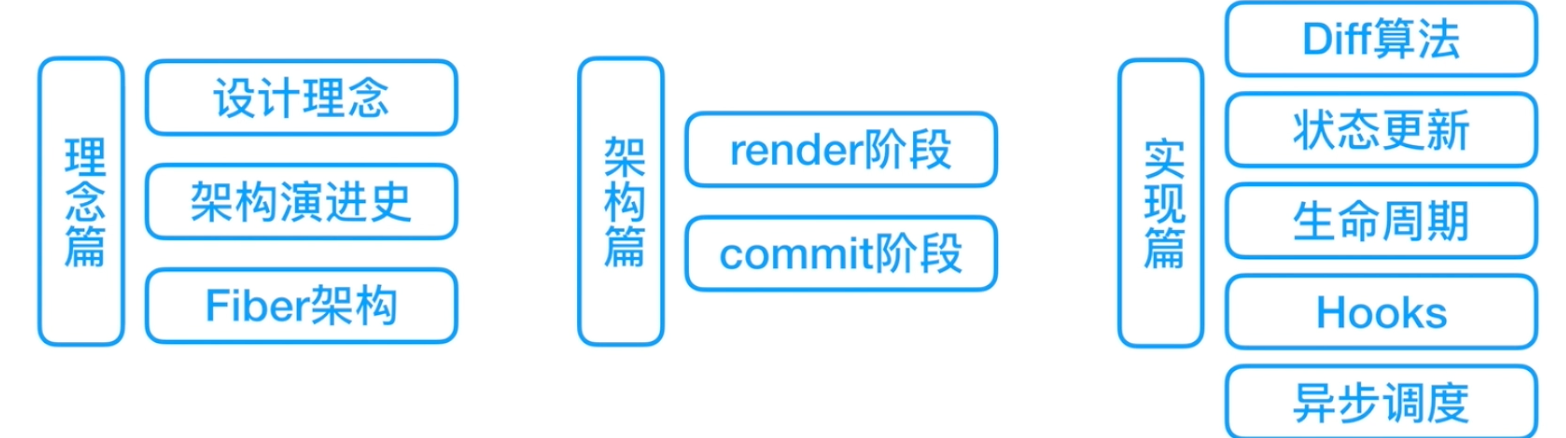 理念篇
设计理念
架构演进史
Fiber架构
架构篇
render阶段
commit阶段
实现篇
Diff算法
状态更新
生命周期
Hooks
异步调度